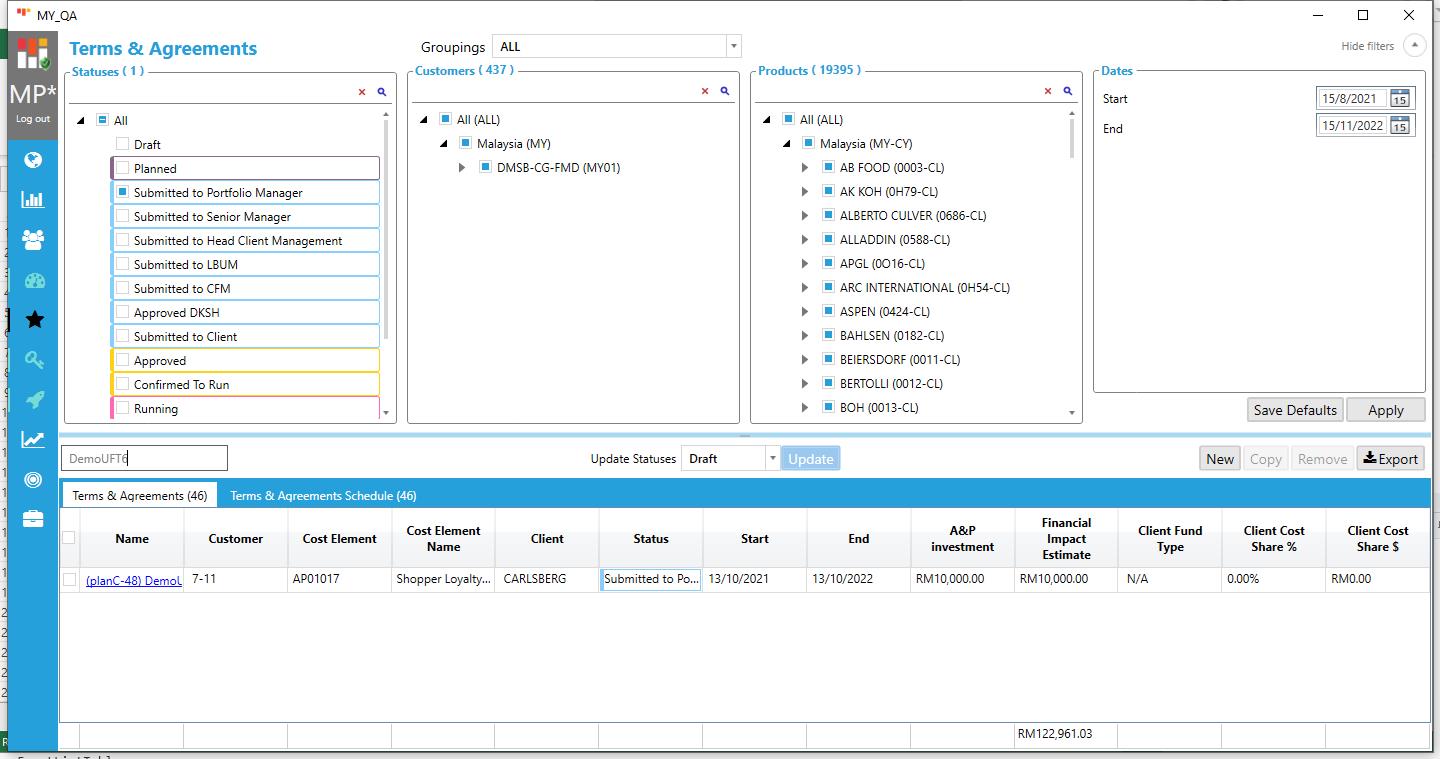 MY_QA
MP*
Log out
Terms & Agreements
Groupings
ALL
Hide filters
Statuses ( 1 )
All
Draft
Planned
Submitted to Portfolio Manager
Submitted to Senior Manager
Submitted to Head Client Management
Submitted to LBUM
Submitted to CFM
Approved DKSH
Submitted to Client
Approved
Confirmed To Run
Running
Customers ( 437 )
All (ALL)
Malaysia (MY)
DMSB-CG-FMD (MY01)
Products ( 19395 )
All (ALL)
Malaysia (MY-CY)
AB FOOD (0003-CL)
AK KOH (0H79-CL)
ALBERTO CULVER (0686-CL)
ALLADDIN (0588-CL)
APGL (0O16-CL)
ARC INTERNATIONAL (0H54-CL)
ASPEN (0424-CL)
BAHLSEN (0182-CL)
BEIERSDORF (0011-CL)
BERTOLLI (0012-CL)
BOH (0013-CL)
Dates
Start
15/8/2021
15
End
15/11/2022
15
Save Defaults
Apply
DemoUFT6
Update Statuses
Draft
Update
New
Copy
Remove
Export
Terms & Agreements (46)
Terms & Agreements Schedule (46)
Name
Customer
Cost Element
Cost Element
Name
Client
Status
Start
End
A&P
investment
Financial
Impact
Estimate
Client Fund
Type
Client Cost
Share %
Client Cost
Share $
(planC-48) DemoU
7-11
AP01017
Shopper Loyalty...
CARLSBERG
Submitted to Po...
13/10/2021
13/10/2022
RM10,000.00
RM10,000.00
N/A
0.00%
RM0.00
RM122,961.03